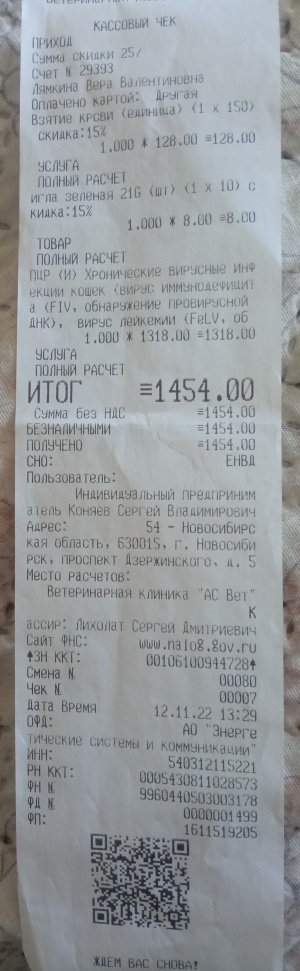 КАССОВЫЙ ЧЕК
ПРИХОД
Сумма скидки 25/
Счет N 29393
Лямкина Вера Валентиновна
Оплачено картой: Другая
Взятие крсви (единица) (1 x 150)
скидка:15%
1.000 * 128.00 =128.00
УСЛУГА
ПОЛНЫЙ РАСЧЕТ
игла зеленая 21G (шт) (1 x 10) с
кидка:15%
1.000 * 8.00 =8.00
ТОВАР
ПОЛНЫЙ РАСЧЕТ
ПЦР (И) Хронические вирусные инф
екции кошек (вирус иммунодефицит
а (FIV, обнаружение провирусной
ДНК), вирус лейкемии (FeLV, об
1.000 * 1318.00 =1318.00
УСЛУГА
ПОЛНЫЙ РАСЧЕТ
ИТОГ =1454.00
Сумма без НДС =1454.00
БЕЗНАЛИЧНЫМИ =1454.00
ПОЛУЧЕНО =1454.00
СНО: ЕНВД
Пользователь:
Индивидуальный предприним
атель Коняев Сергей Владимирович
Адрес: 54 - Новосибирс
кая область, 630015, г. Новосиби
рск, проспект Дзержинского, д. 5
Место расчетов:
Ветеринарная клиника "АС Вет"
К
ассир: Лихолат Сергей Дмитриевич
Сайт ФНС: www.nalog.gov.ru
ЗН ККТ: 00106100944728
Смена N 00080
Чек N 00007
Дата Время 12.11.22 13:29
ОФД: АО "Энерге
тические системы и коммуникации"
ИНН: 540312115221
РН ККТ: 0005430811028573
ФН N 9960440503003178
ФД N 0000001499
ФП: 1611519205
ЖДЕМ ВАС СНОВА!